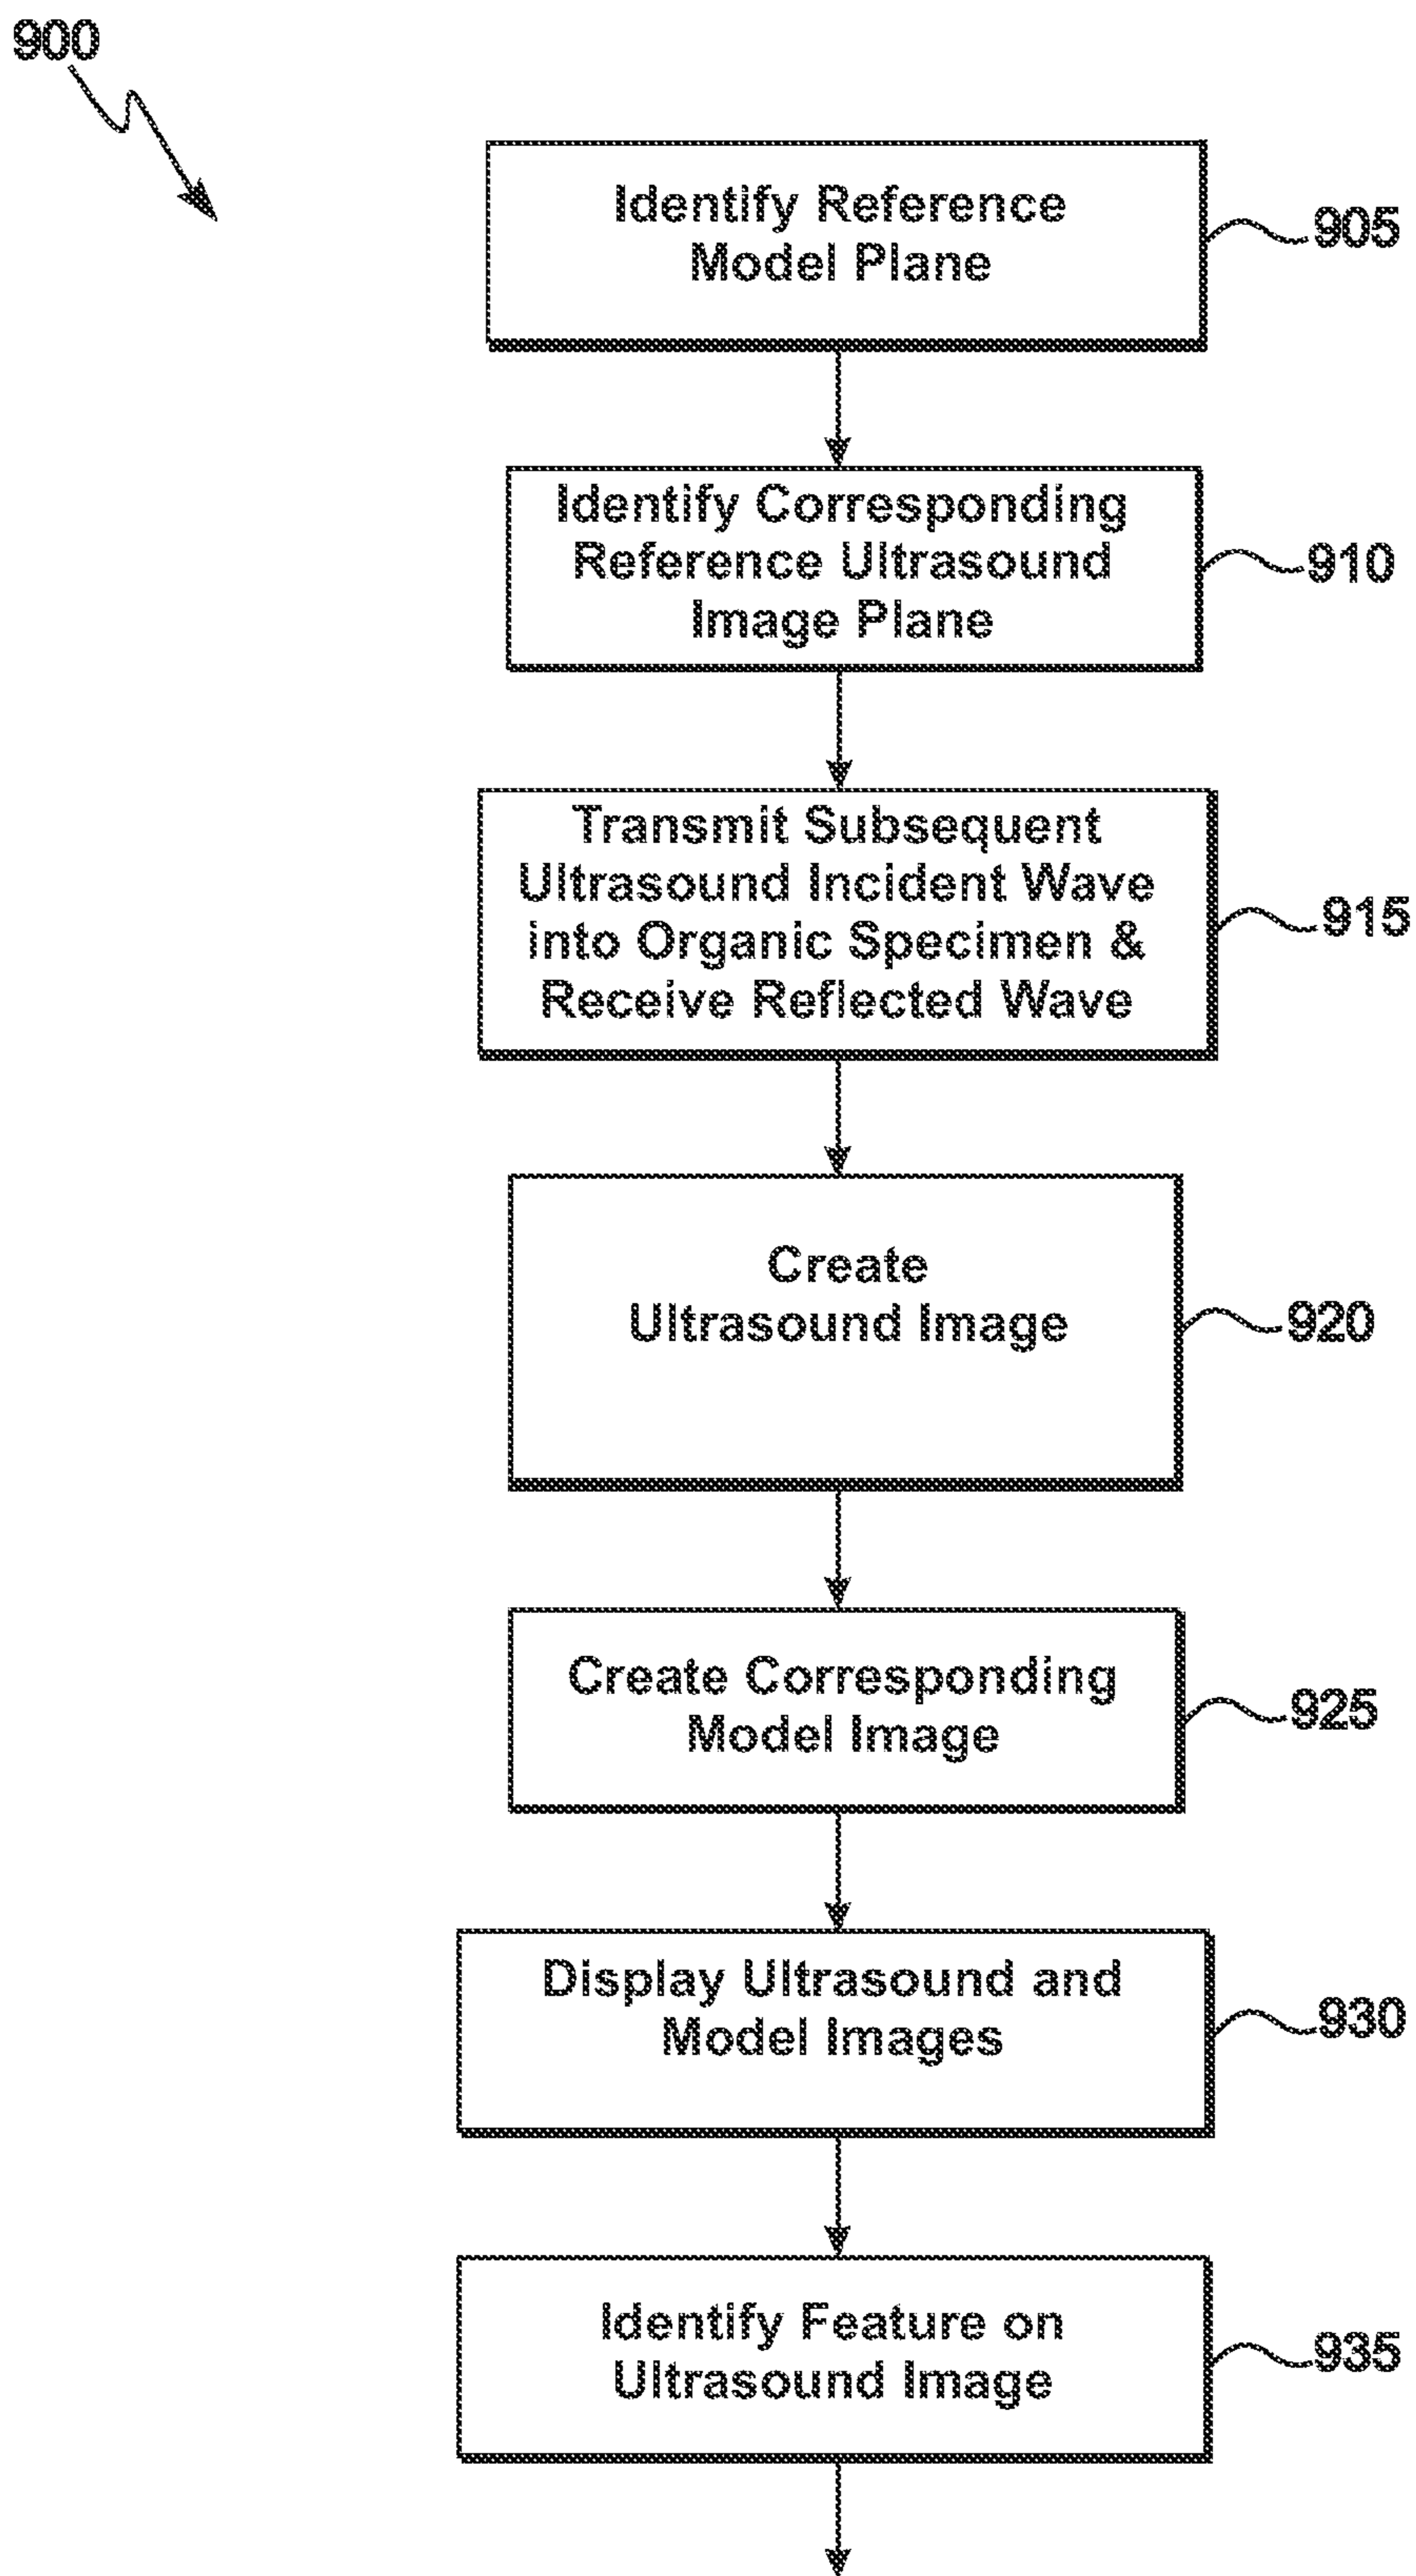 900
Identify Reference
Model Plane
905
Identify Corresponding
Reference Ultrasound
Image Plane
910
Transmit Subsequent
Ultrasound Incident Wave
into Organic Specimen &
Receive Reflected Wave
915
Create
Ultrasound Image
920
Create Corresponding
Model Image
925
Display Ultrasound and
Model Images
930
Identify Feature on
Ultrasound Image
935